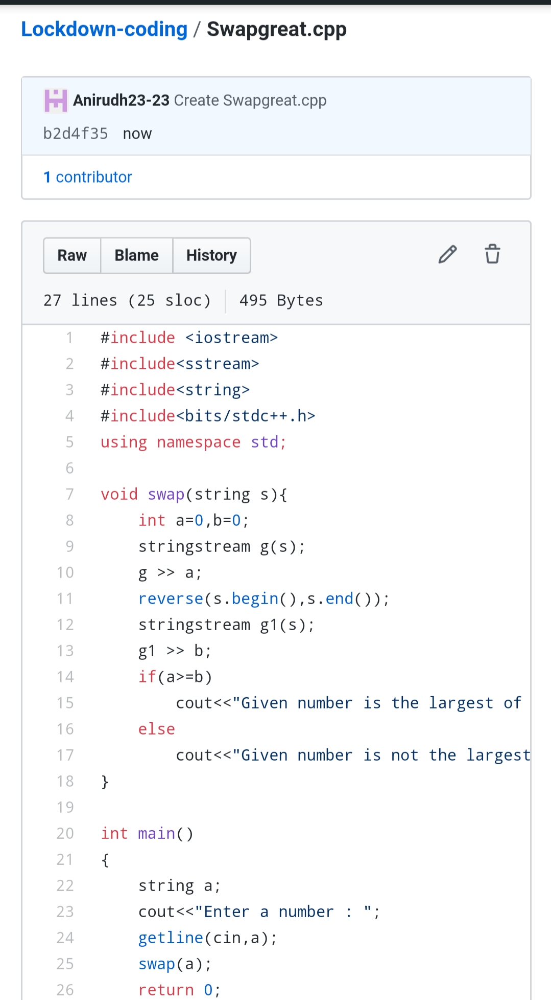 Lockdown-coding / Swapgreat.cpp
Anirudh23-23 Create Swapgreat.cpp
b2d4f35 now
1 contributor
Raw Blame History
27 lines (25 sloc) 495 Bytes
1 #include <iostream>
2 #include<sstream>
3 #include<string>
4 #include<bits/stdc++.h>
5 using namespace std;
6
7 void swap(string s){
8 int a=0,b=0;
9 stringstream g(s);
10 g >> a;
11 reverse(s.begin(),s.end());
12 stringstream g1(s);
13 g1 >> b;
14 if(a>=b)
15 cout<<"Given number is the largest of
16 else
17 cout<<"Given number is not the largest
18 }
19
20 int main()
21 {
22 string a;
23 cout<<"Enter a number : ";
24 getline(cin,a);
25 swap(a);
26 return 0;